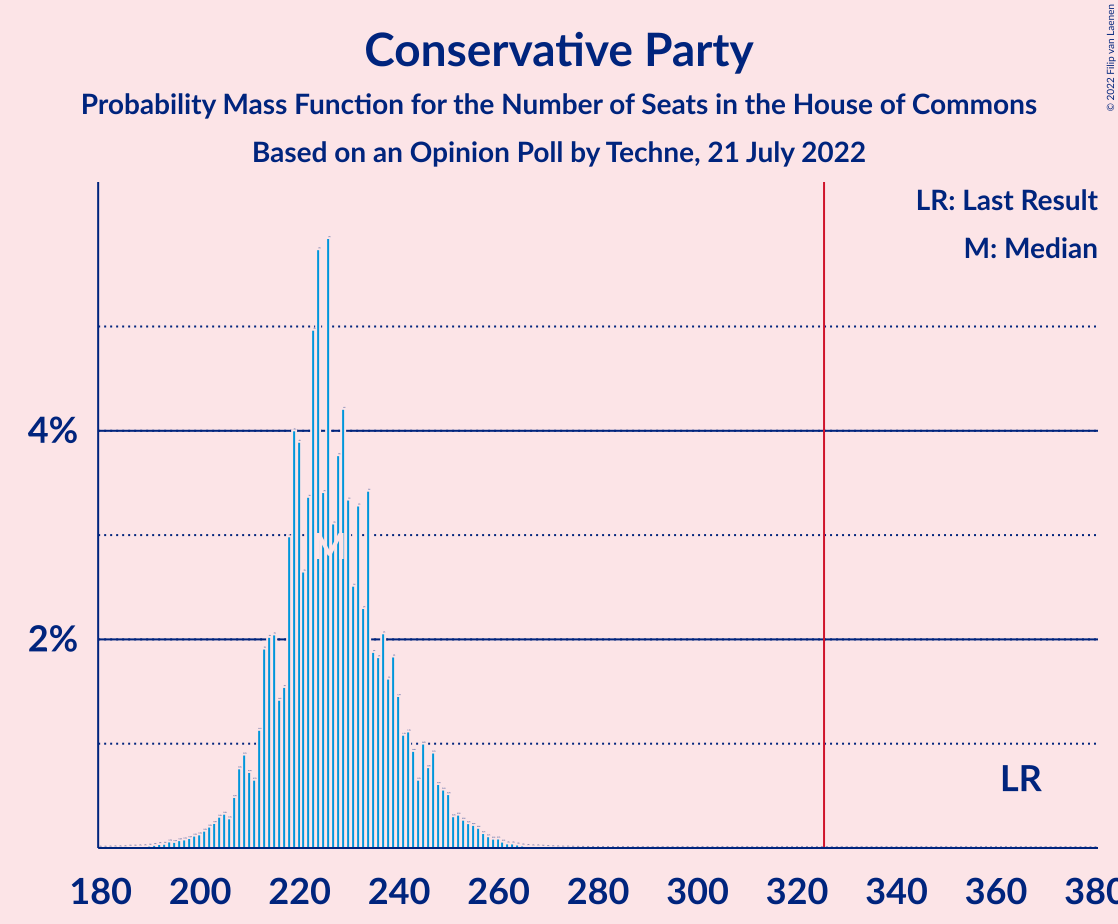 Conservative Party
Probability Mass Function for the Number of Seats in the House of Commons
Based on an Opinion Poll by Techne, 21 July 2022
© 2022 Filip van Laenen
LR: Last Result
M: Median
4%
2%
M
LR
180 200 220 240 260 280 300 320 340 360 380